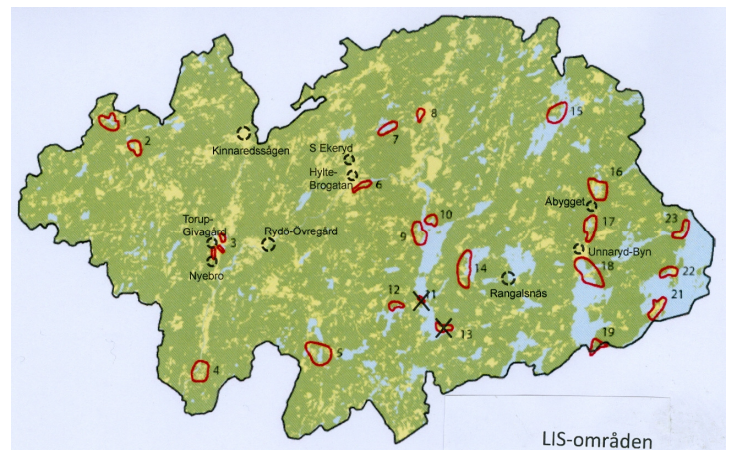 15
8
1
7
Kinnaredssågen
2
S Ekeryd
Hylte-
Brogatan
6
16
Abygget
Torup-
Givagård
3
Rydö-Övregård
10
9
17
23
Unnaryd-Byn
Nyebro
14
18
22
Rangalsnäs
12
11
21
13
19
5
4
LIS-områden